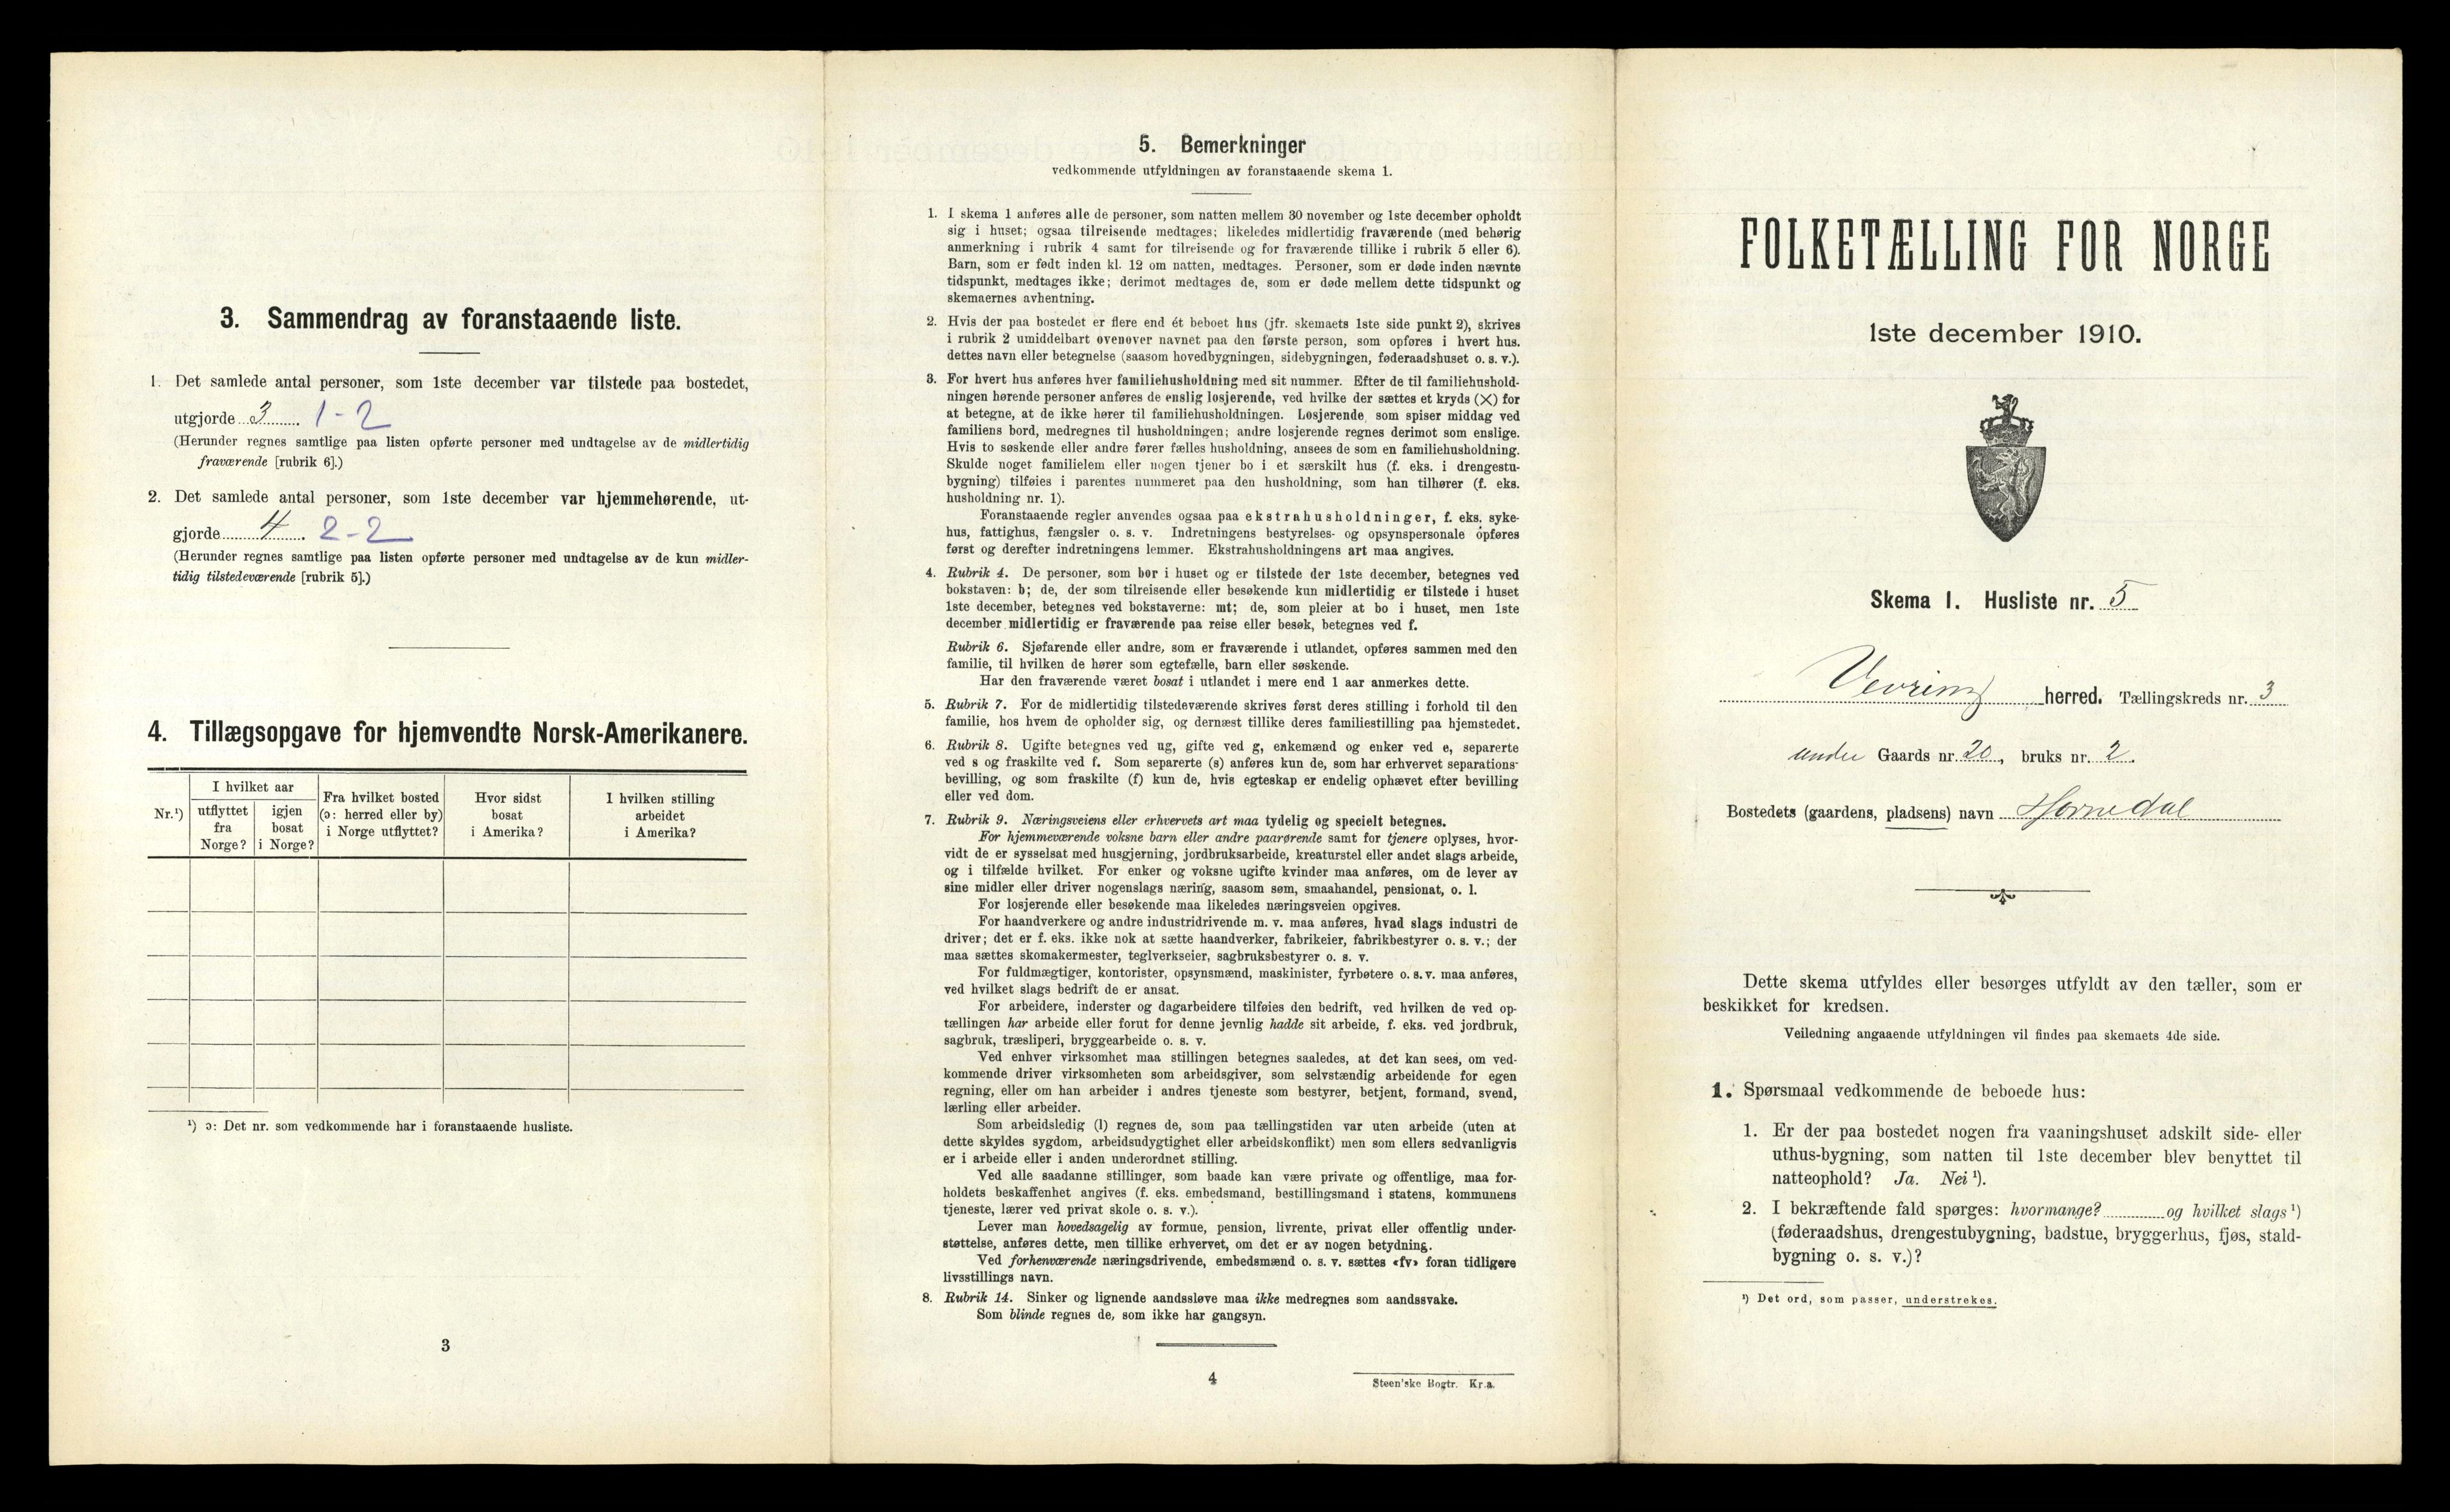 3. Sammendrag av foranstaaende liste.
1. Det samlede antal personer, som 1ste december var tilstede paa bostedet,
utgjorde 3 1-2
(Herunder regnes samtlige paa listen opførte personer med undtagelse av de midlertidig
fraværende [rubrik 6].)
2. Det samlede antal personer, som 1ste december var hjemmehørende, ut-
gjorde 4. 2-2
(Herunder regnes samtlige paa listen opførte personer med undtagelse av de kun midler-
tidig tilstedeværende [rubrik 5].)
4. Tillægsopgave for hjemvendte Norsk-Amerikanere.
Nr.¹)
I hvilket aar
utflyttet
fra
Norge?
igjen
bosat
i Norge?
Fra hvilket bosted
(ɔ: herred eller by)
i Norge utflyttet?
Hvor sidst
bosat
i Amerika?
I hvilken stilling
arbeidet
i Amerika?
¹) ɔ: Det nr. som vedkommende har i foranstaaende husliste.
3
5. Bemerkninger
vedkommende utfyldningen av foranstaaende skema 1.
1. I skema 1 anføres alle de personer, som natten mellem 30 november og 1ste december opholdt
sig i huset; ogsaa tilreisende medtages; likeledes midlertidig fraværende (med behørig
anmerkning i rubrik 4 samt for tilreisende og for fraværende tillike i rubrik 5 eller 6).
Barn, som er født inden kl. 12 om natten, medtages. Personer, som er døde inden nævnte
tidspunkt, medtages ikke; derimot medtages de, som er døde mellem dette tidspunkt og
skemaernes avhentning.
2. Hvis der paa bostedet er flere end ét beboet hus (jfr. skemaets 1ste side punkt 2), skrives
i rubrik 2 umiddelbart ovenover navnet paa den første person, som opføres i hvert hus.
dettes navn eller betegnelse (saasom hovedbygningen, sidebygningen, føderaadshuset o. s. v.).
3. For hvert hus anføres hver familiehusholdning med sit nummer. Efter de til familiehushold-
ningen hørende personer anføres de enslig losjerende, ved hvilke der sættes et kryds (×) for
at betegne, at de ikke hører til familiehusholdningen. Losjerende som spiser middag ved
familiens bord, medregnes til husholdningen; andre losjerende regnes derimot som enslige.
Hvis to søskende eller andre fører fælles husholdning, ansees de som en familiehusholdning.
Skulde noget familielem eller nogen tjener bo i et særskilt hus (f. eks. i drengestu-
bygning) tilføies i parentes nummeret paa den husholdning, som han tilhører (f. eks.
husholdning nr. 1).
Foranstaaende regler anvendes ogsaa paa ekstrahusholdninger, f. eks. syke-
hus, fattighus, fængsler o. s. v. Indretningens bestyrelses- og opsynspersonale opføres
først og derefter indretningens lemmer. Ekstrahusholdningens art maa angives.
4. Rubrik 4. De personer, som bor i huset og er tilstede der 1ste december, betegnes ved
bokstaven: b; de, der som tilreisende eller besøkende kun midlertidig er tilstede i huset
1ste december, betegnes ved bokstaverne: mt; de, som pleier at bo i huset, men 1ste
december midlertidig er fraværende paa reise eller besøk, betegnes ved f.
Rubrik 6. Sjøfarende eller andre, som er fraværende i utlandet, opføres sammen med den
familie, til hvilken de hører som egtefælle, barn eller søskende.
Har den fraværende været bosat i utlandet i mere end 1 aar anmerkes dette.
5. Rubrik 7. For de midlertidig tilstedeværende skrives først deres stilling i forhold til den
familie, hos hvem de opholder sig, og dernæst tillike deres familiestilling paa hjemstedet.
6. Rubrik 8. Ugifte betegnes ved ug, gifte ved g, enkemænd og enker ved e, separerte
ved s og fraskilte ved f. Som separerte (s) anføres kun de, som har erhvervet separations-
bevilling, og som fraskilte (f) kun de, hvis egteskap er endelig ophævet efter bevilling
eller ved dom.
7. Rubrik 9. Næringsveiens eller erhvervets art maa tydelig og specielt betegnes.
For hjemmeværende voksne barn eller andre paarørende samt for tjenere oplyses, hvor-
vidt de er sysselsat med husgjerning, jordbruksarbeide, kreaturstel eller andet slags arbeide,
og i tilfælde hvilket. For enker og voksne ugifte kvinder maa anføres, om de lever av
sine midler eller driver nogenslags næring, saasom søm, smaahandel, pensionat, o. l.
For losjerende eller besøkende maa likeledes næringsveien opgives.
For haandverkere og andre industridrivende m. v. maa anføres, hvad slags industri de
driver; det er f. eks. ikke nok at sætte haandverker, fabrikeier, fabrikbestyrer o. s. v.; der
maa sættes skomakermester, teglverkseier, sagbruksbestyrer o. s. v.
For fuldmægtiger, kontorister, opsynsmænd, maskinister, fyrbøtere o. s. v. maa anføres,
ved hvilket slags bedrift de er ansat.
For arbeidere, inderster og dagarbeidere tilføies den bedrift, ved hvilken de ved op-
tællingen har arbeide eller forut for denne jevnlig hadde sit arbeide, f. eks. ved jordbruk,
sagbruk, træsliperi, bryggearbeide o. s. v.
Ved enhver virksomhet maa stillingen betegnes saaledes, at det kan sees, om ved-
kommende driver virksomheten som arbeidsgiver, som selvstændig arbeidende for egen
regning, eller om han arbeider i andres tjeneste som bestyrer, betjent, formand, svend,
lærling eller arbeider.
Som arbeidsledig (l) regnes de, som paa tællingstiden var uten arbeide (uten at
dette skyldes sygdom, arbeidsudygtighet eller arbeidskonflikt) men som ellers sedvanligvis
er i arbeide eller i anden underordnet stilling.
Ved alle saadanne stillinger, som baade kan være private og offentlige, maa for-
holdets beskaffenhet angives (f. eks. embedsmand, bestillingsmand i statens, kommunens
tjeneste, lærer ved privat skole o. s. v.).
Lever man hovedsagelig av formue, pension, livrente, privat eller offentlig under-
støttelse, anføres dette, men tillike erhvervet, om det er av nogen betydning.
Ved forhenværende næringsdrivende, embedsmænd o. s. v. sættes «fv» foran tidligere
livsstillings navn.
8. Rubrik 14. Sinker og lignende aandssløve maa ikke medregnes som aandssvake.
Som blinde regnes de, som ikke har gangsyn.
4
Steen'ske Bogtr. Kr.a.
FOLKETÆLLING FOR NORGE
1ste december 1910.
Skema 1. Husliste nr. 5
Vevring herred. Tællingskreds nr. 3
under Gaards nr. 20, bruks nr. 2.
Bostedets (gaardens, pladsens) navn Hornedal
Dette skema utfyldes eller besørges utfyldt av den tæller, som er
beskikket for kredsen.
Veiledning angaaende utfyldningen vil findes paa skemaets 4de side.
1. Spørsmaal vedkommende de beboede hus:
1. Er der paa bostedet nogen fra vaaningshuset adskilt side- eller
uthus-bygning, som natten til 1ste december blev benyttet til
natteophold? Ja. Nei ¹).
2. I bekræftende fald spørges: hvormange? og hvilket slags ¹)
(føderaadshus, drengestubygning, badstue, bryggerhus, fjøs, stald-
bygning o. s. v.)?
¹) Det ord, som passer, understrekes.